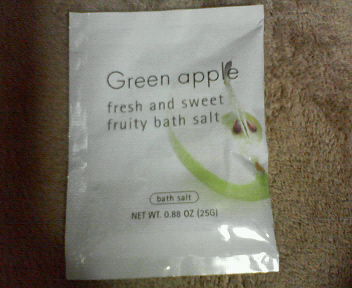 Green apple
fresh and sweet
fruity bath salt
bath salt
NET WT. 0.88 OZ (25G)